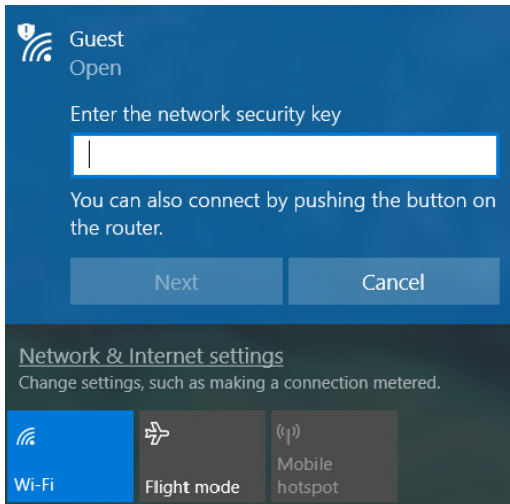 Guest
Open
Enter the network security key
You can also connect by pushing the button on
the router.
Next
Cancel
Network & Internet settings
Change settings, such as making a connection metered.
Wi-Fi
Flight mode
Mobile
hotspot